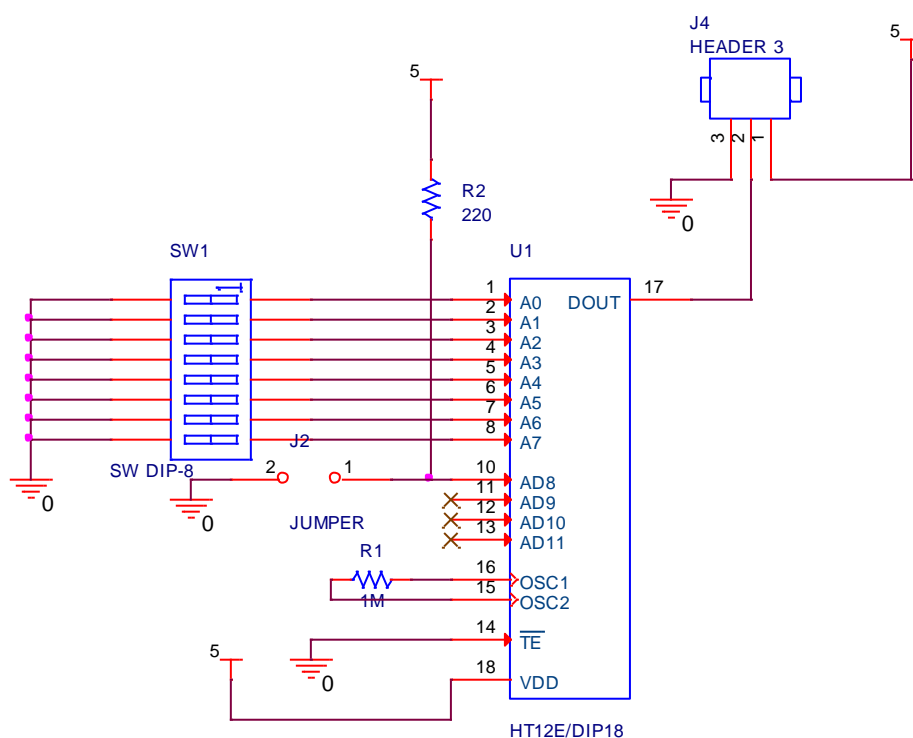 J4
HEADER 3
5
5
3
2
1
R2
220
0
SW1
U1
1
A0
DOUT
17
2
A1
3
A2
4
A3
5
A4
6
A5
7
A6
8
A7
J2
SW DIP-8
2
1
10
AD8
0
0
11
AD9
12
AD10
JUMPER
13
AD11
R1
16
OSC1
1M
15
OSC2
14
TE
5
0
18
VDD
HT12E/DIP18